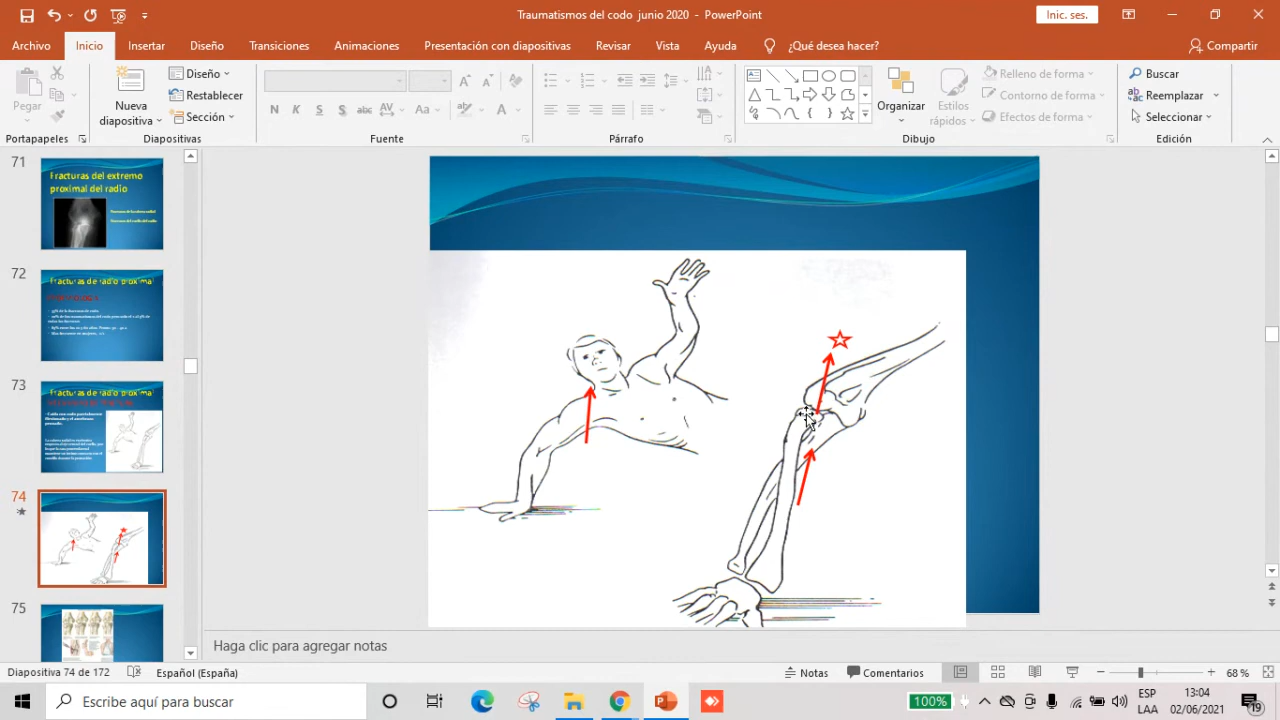 Traumatismos del codo junio 2020 - PowerPoint
Inic. ses.
Archivo Inicio Insertar Diseño Transiciones Animaciones Presentación con diapositivas Revisar Vista Ayuda ¿Qué desea hacer? Compartir
Pegar
Nueva diapositiva
Diseño
Restablecer
Sección
N K S S abc AV Aa A
Organizar
Estilos rápidos
Relleno de forma
Contorno de forma
Efectos de forma
Buscar
Reemplazar
Seleccionar
Portapapeles Diapositivas Fuente Párrafo Dibujo Edición
71
Fracturas del extremo
proximal del radio
72
Fracturas de radio proximal
73
Fracturas de radio proximal
74
75
Haga clic para agregar notas
Diapositiva 74 de 172 Español (España) Notas Comentarios 68 %
Escribe aquí para buscar
100%
ESP
LAA
13:04
02/06/2021
19